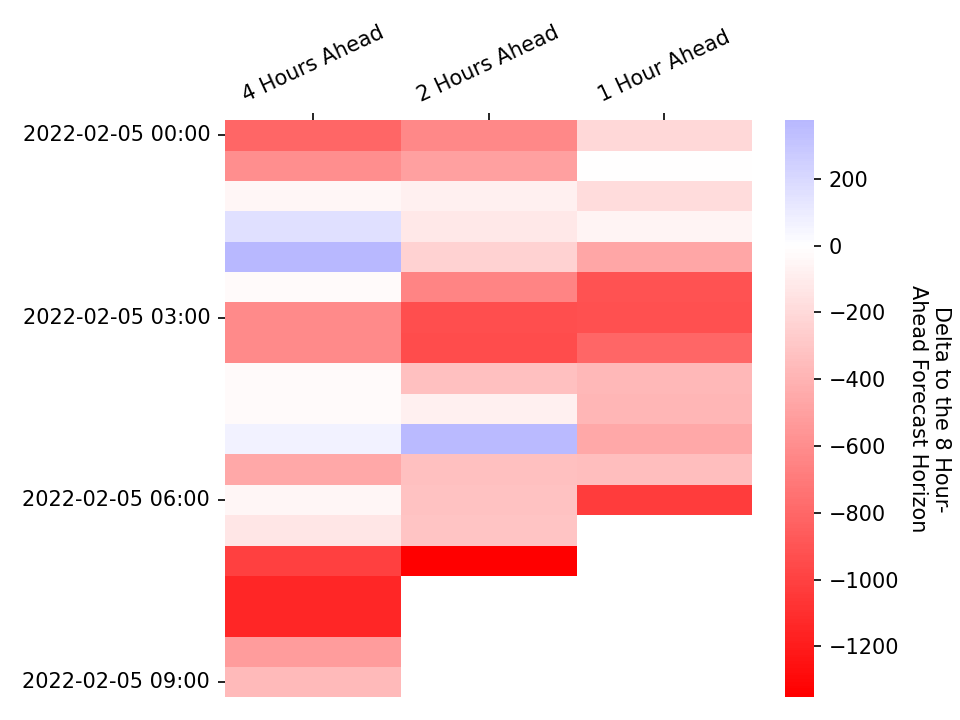 4 Hours Ahead
2 Hours Ahead
1 Hour Ahead
2022-02-05 00:00
2022-02-05 03:00
2022-02-05 06:00
2022-02-05 09:00
200
0
−200
−400
−600
−800
−1000
−1200
Delta to the 8 Hour-
Ahead Forecast Horizon